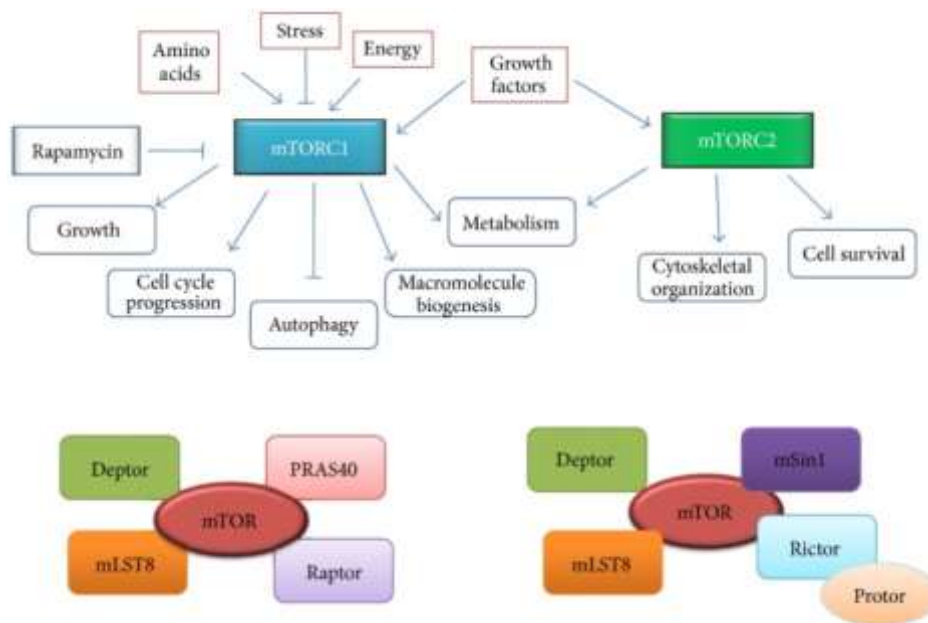 Stress
Amino
acids
Energy
Growth
factors
Rapamycin
mTORC1
mTORC2
Growth
Metabolism
Cell survival
Cell cycle
progression
Autophagy
Macromolecule
biogenesis
Cytoskeletal
organization
Deptor
PRAS40
mTOR
mLST8
Raptor
Deptor
mSin1
mTOR
mLST8
Rictor
Protor